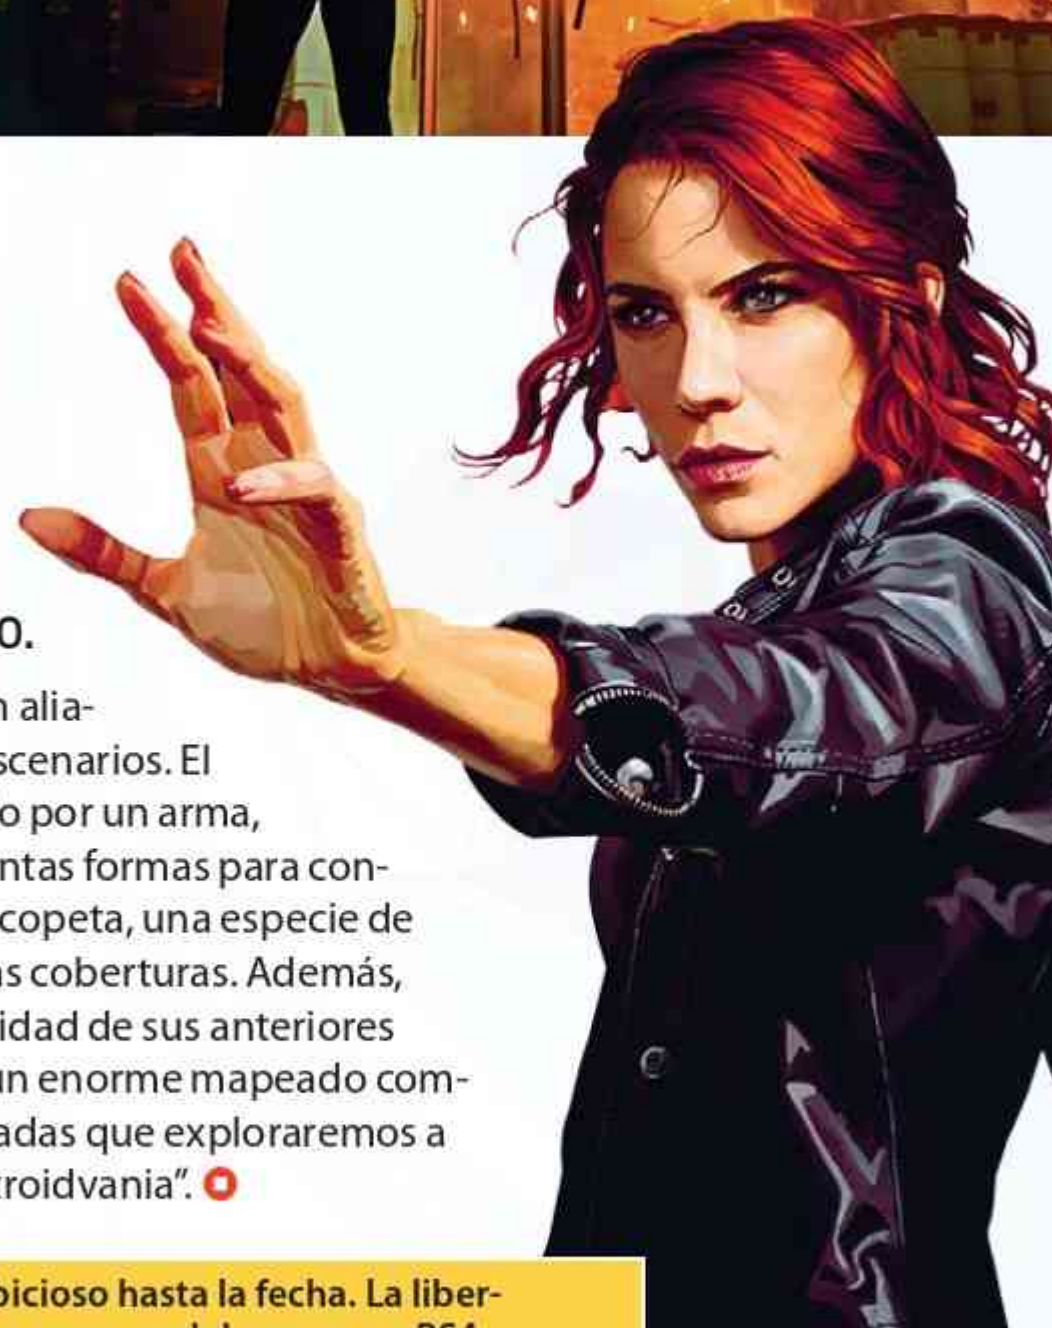 O.
alia-
scenarios. El
o por un arma,
ntas formas para con-
copeta, una especie de
as coberturas. Además,
idad de sus anteriores
un enorme mapeado com-
adas que exploraremos a
troidvania”.
bicioso hasta la fecha. La liber-